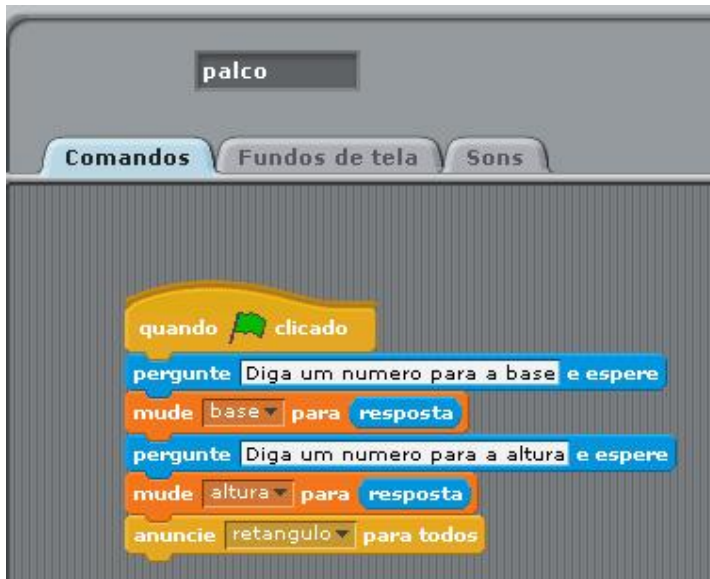 palco
Comandos Fundos de tela Sons
quando clicado
pergunte Diga um numero para a base e espere
mude base para resposta
pergunte Diga um numero para a altura e espere
mude altura para resposta
anuncie retangulo para todos